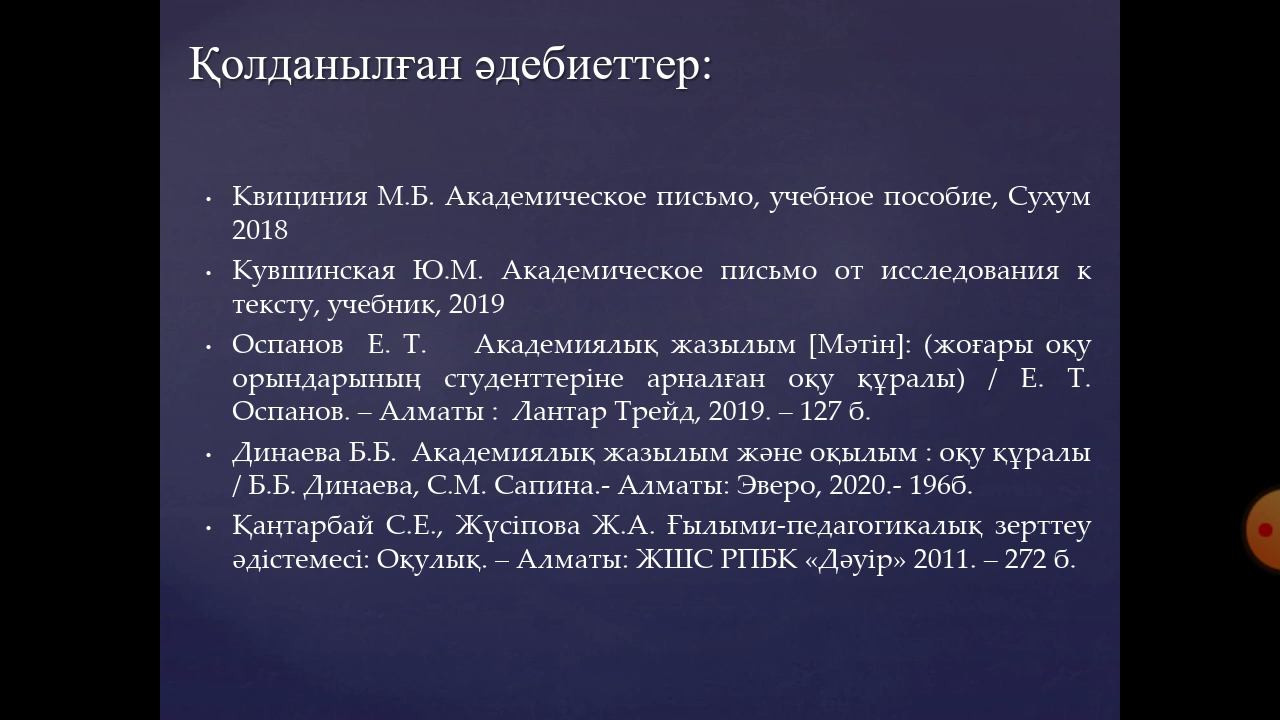 Қолданылған әдебиеттер:
• Квициния М.Б. Академическое письмо, учебное пособие, Сухум
2018
• Кувшинская Ю.М. Академическое письмо от исследования к
тексту, учебник, 2019
• Оспанов Е. Т. Академиялық жазылым [Мәтін]: (жоғары оқу
орындарының студенттеріне арналған оқу құралы) / Е. Т.
Оспанов. – Алматы : Лантар Трейд, 2019. – 127 б.
• Динаева Б.Б. Академиялық жазылым және оқылым : оқу құралы
/ Б.Б. Динаева, С.М. Сапина.- Алматы: Эверо, 2020.- 196б.
• Қаңтарбай С.Е., Жүсіпова Ж.А. Ғылыми-педагогикалық зерттеу
әдістемесі: Оқулық. – Алматы: ЖШС РПБК «Дәуір» 2011. – 272 б.